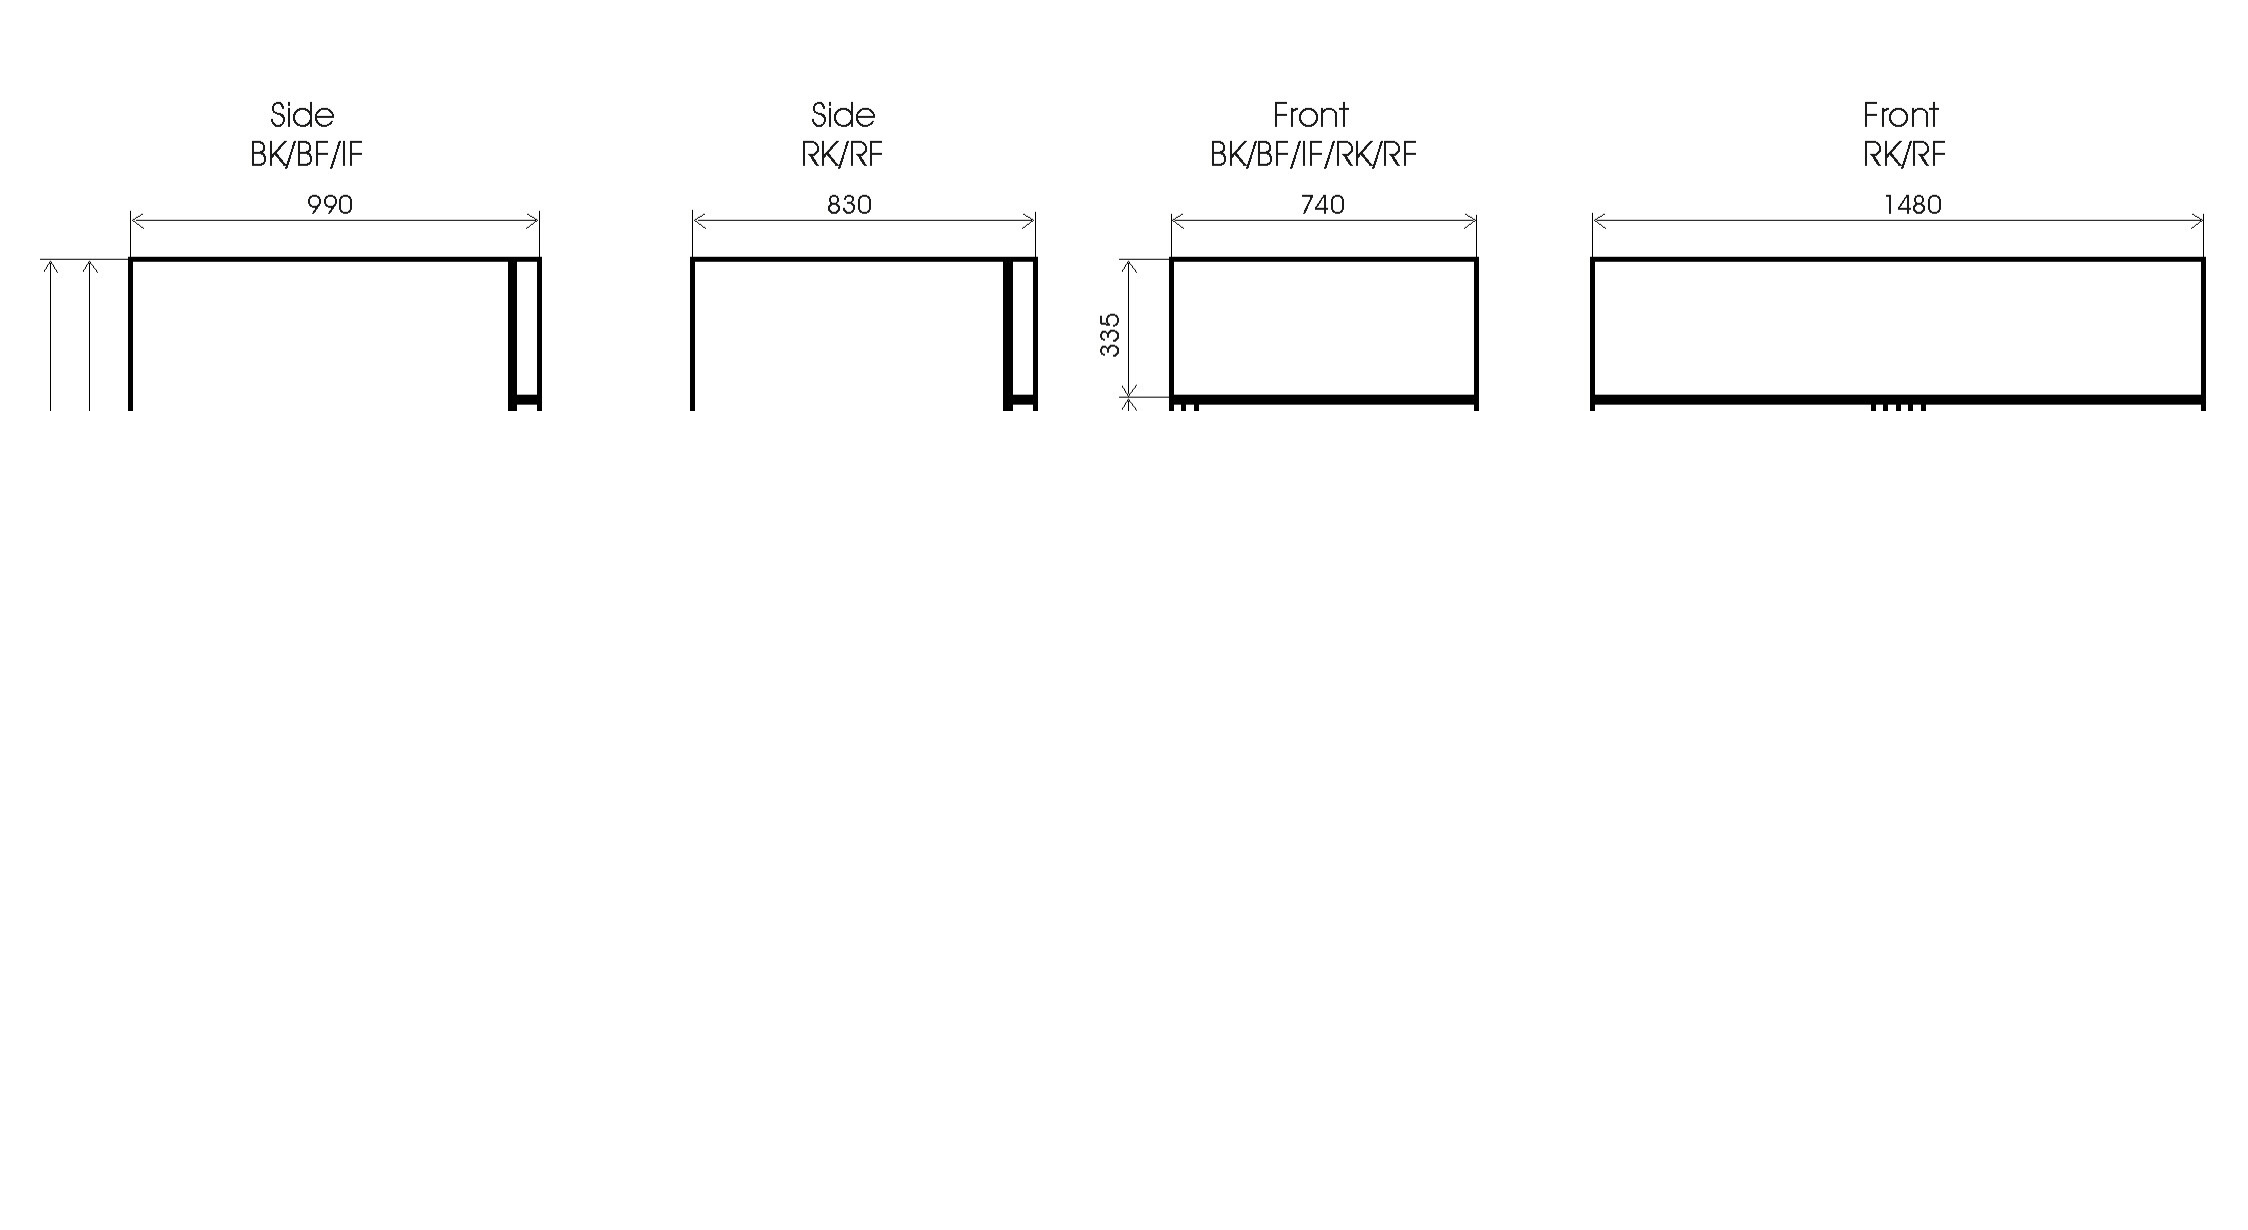 Side
BK/BF/IF
990
Side
RK/RF
830
Front
BK/BF/IF/RK/RF
740
335
Front
RK/RF
1480